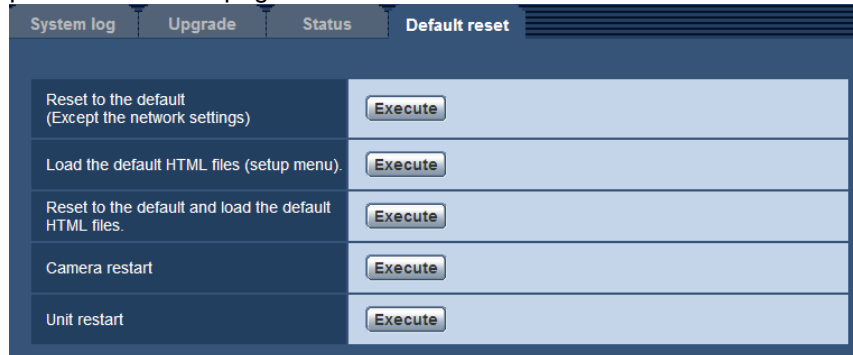 System log Upgrade Status Default reset
Reset to the default
(Except the network settings)
Execute
Load the default HTML files (setup menu).
Execute
Reset to the default and load the default
HTML files.
Execute
Camera restart
Execute
Unit restart
Execute